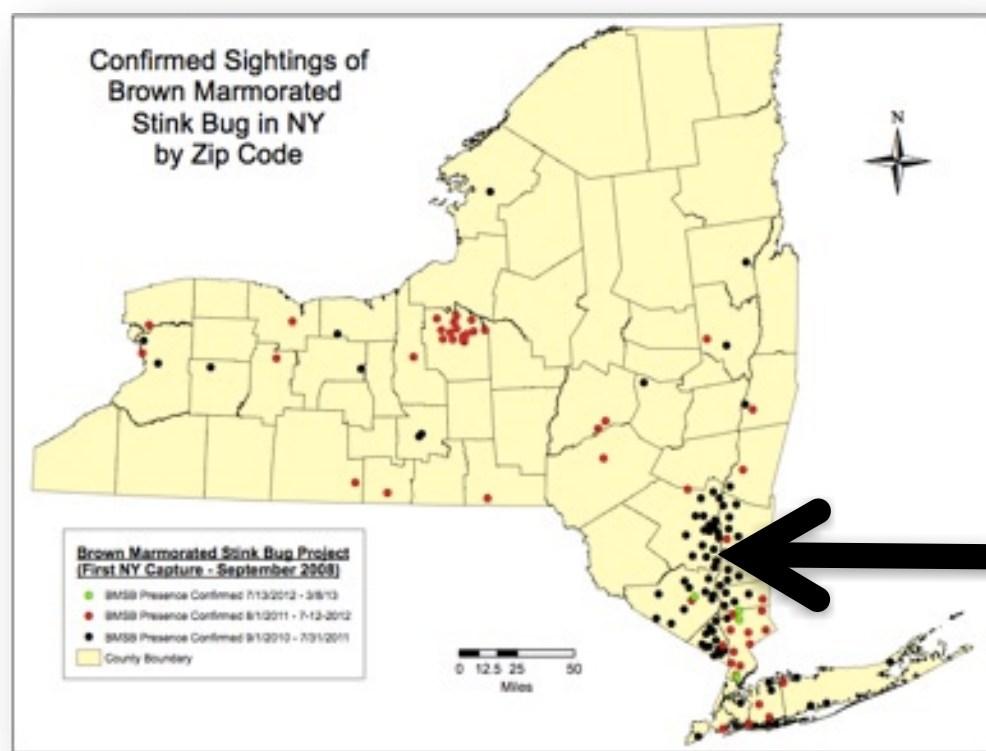 Confirmed Sightings of
Brown Marmorated
Stink Bug in NY
by Zip Code
N
Brown Marmorated Stink Bug Project
(First NY Capture - September 2008)
BMSB Presence Confirmed 7/13/2012 - 3/8/13
BMSB Presence Confirmed 8/1/2011 - 7-12-2012
BMSB Presence Confirmed 9/1/2010 - 7/31/2011
County Boundary
0 12.5 25 50
Miles